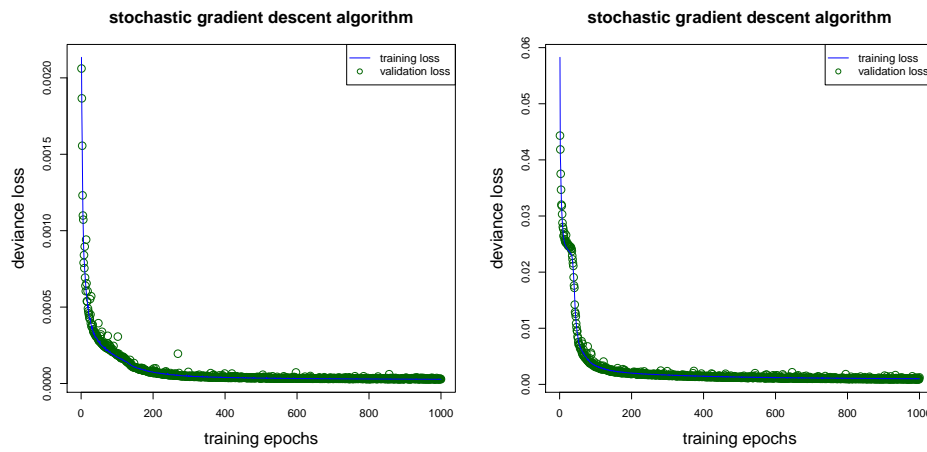 stochastic gradient descent algorithm
training loss
validation loss
0.0020
0.0015
0.0010
0.0005
0.0000
deviance loss
0 200 400 600 800 1000
training epochs
stochastic gradient descent algorithm
training loss
validation loss
0.06
0.05
0.04
0.03
0.02
0.01
0.00
deviance loss
0 200 400 600 800 1000
training epochs